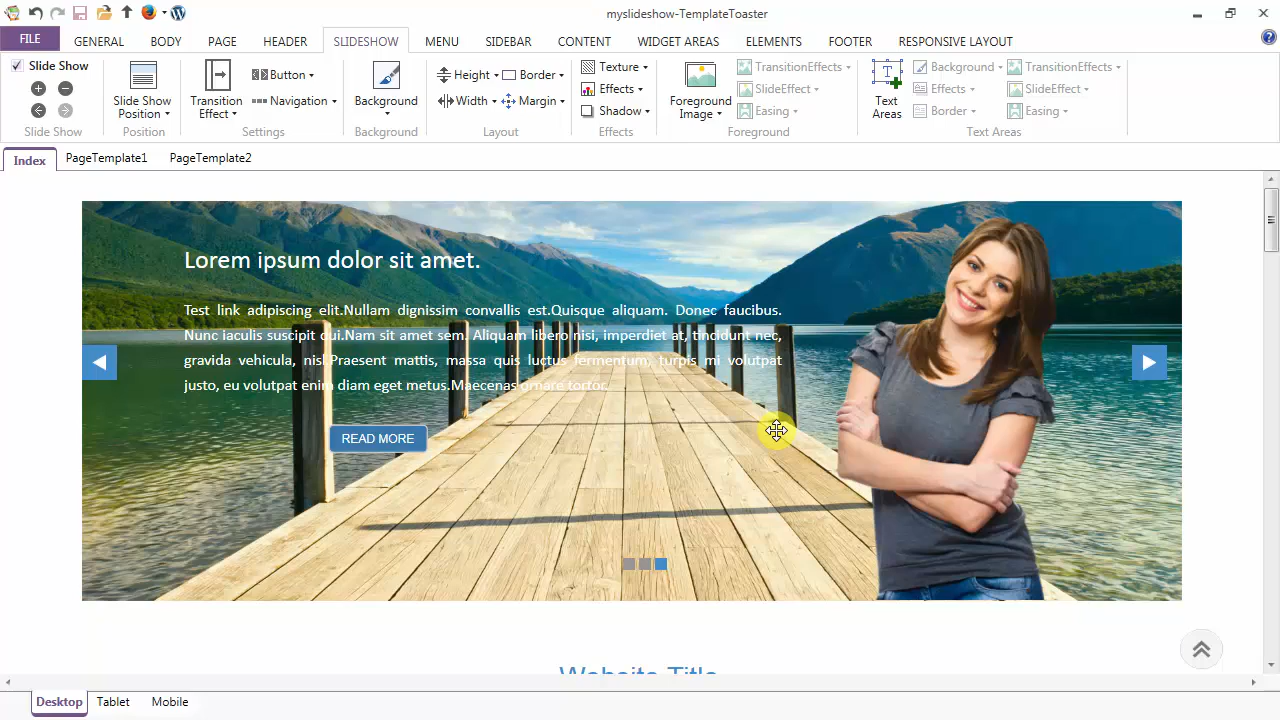 myslideshow-TemplateToaster
FILE
GENERAL
BODY
PAGE
HEADER
SLIDESHOW
MENU
SIDEBAR
CONTENT
WIDGET AREAS
ELEMENTS
FOOTER
RESPONSIVE LAYOUT
Slide Show
Slide Show
Slide Show
Position
Position
Transition
Effect
Button
Navigation
Settings
Background
Background
Height
Width
Border
Margin
Layout
Texture
Effects
Shadow
Effects
Foreground
Image
TransitionEffects
SlideEffect
Easing
Foreground
Text
Areas
Background
Effects
Border
TransitionEffects
SlideEffect
Easing
Text Areas
Index
PageTemplate1
PageTemplate2
Lorem ipsum dolor sit amet.
Test link adipiscing elit.Nullam dignissim convallis est.Quisque aliquam. Donec faucibus.
Nunc iaculis suscipit dui.Nam sit amet sem. Aliquam libero nisi, imperdiet at, tincidunt nec,
gravida vehicula, nisl.Praesent mattis, massa quis luctus fermentum, turpis mi volutpat
justo, eu volutpat enim diam eget metus.Maecenas ornare tortor.
READ MORE
Website Title
Desktop
Tablet
Mobile